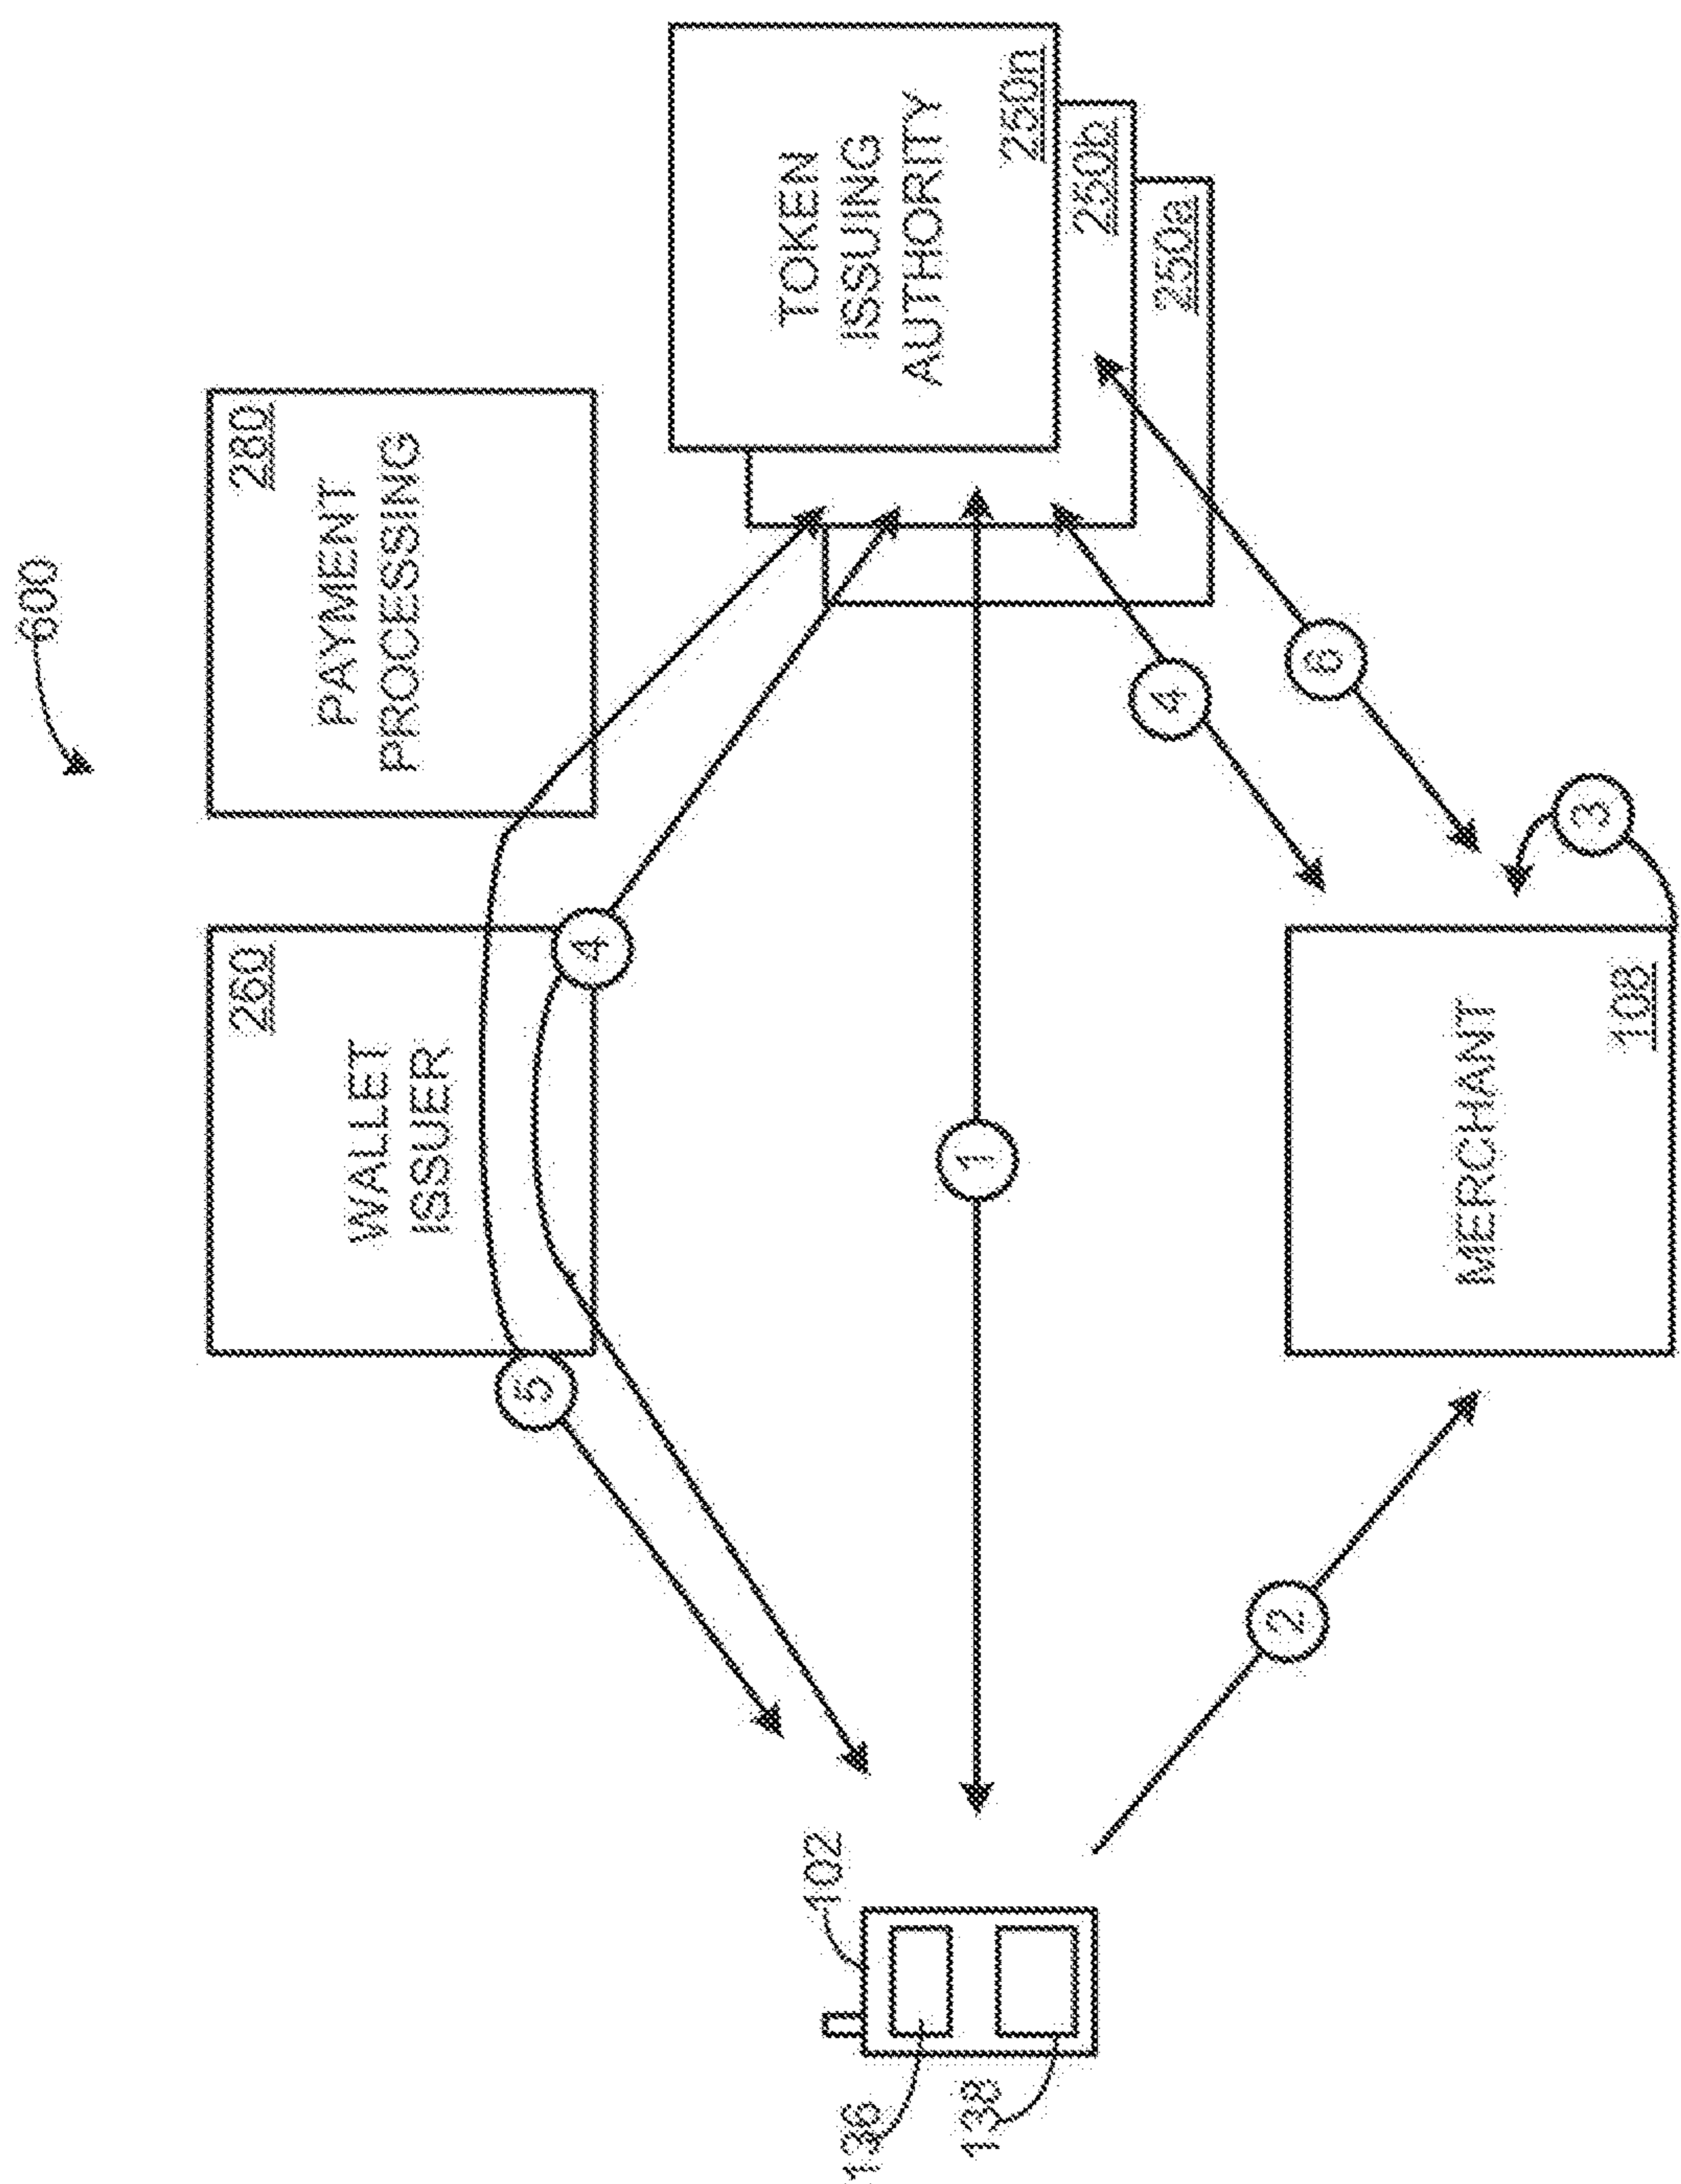 600
260
WALLET
ISSUER
280
PAYMENT
PROCESSING
5
4
TOKEN
ISSUING
AUTHORITY
250n
250b
250a
102
136
138
1
4
2
6
MERCHANT
108
3